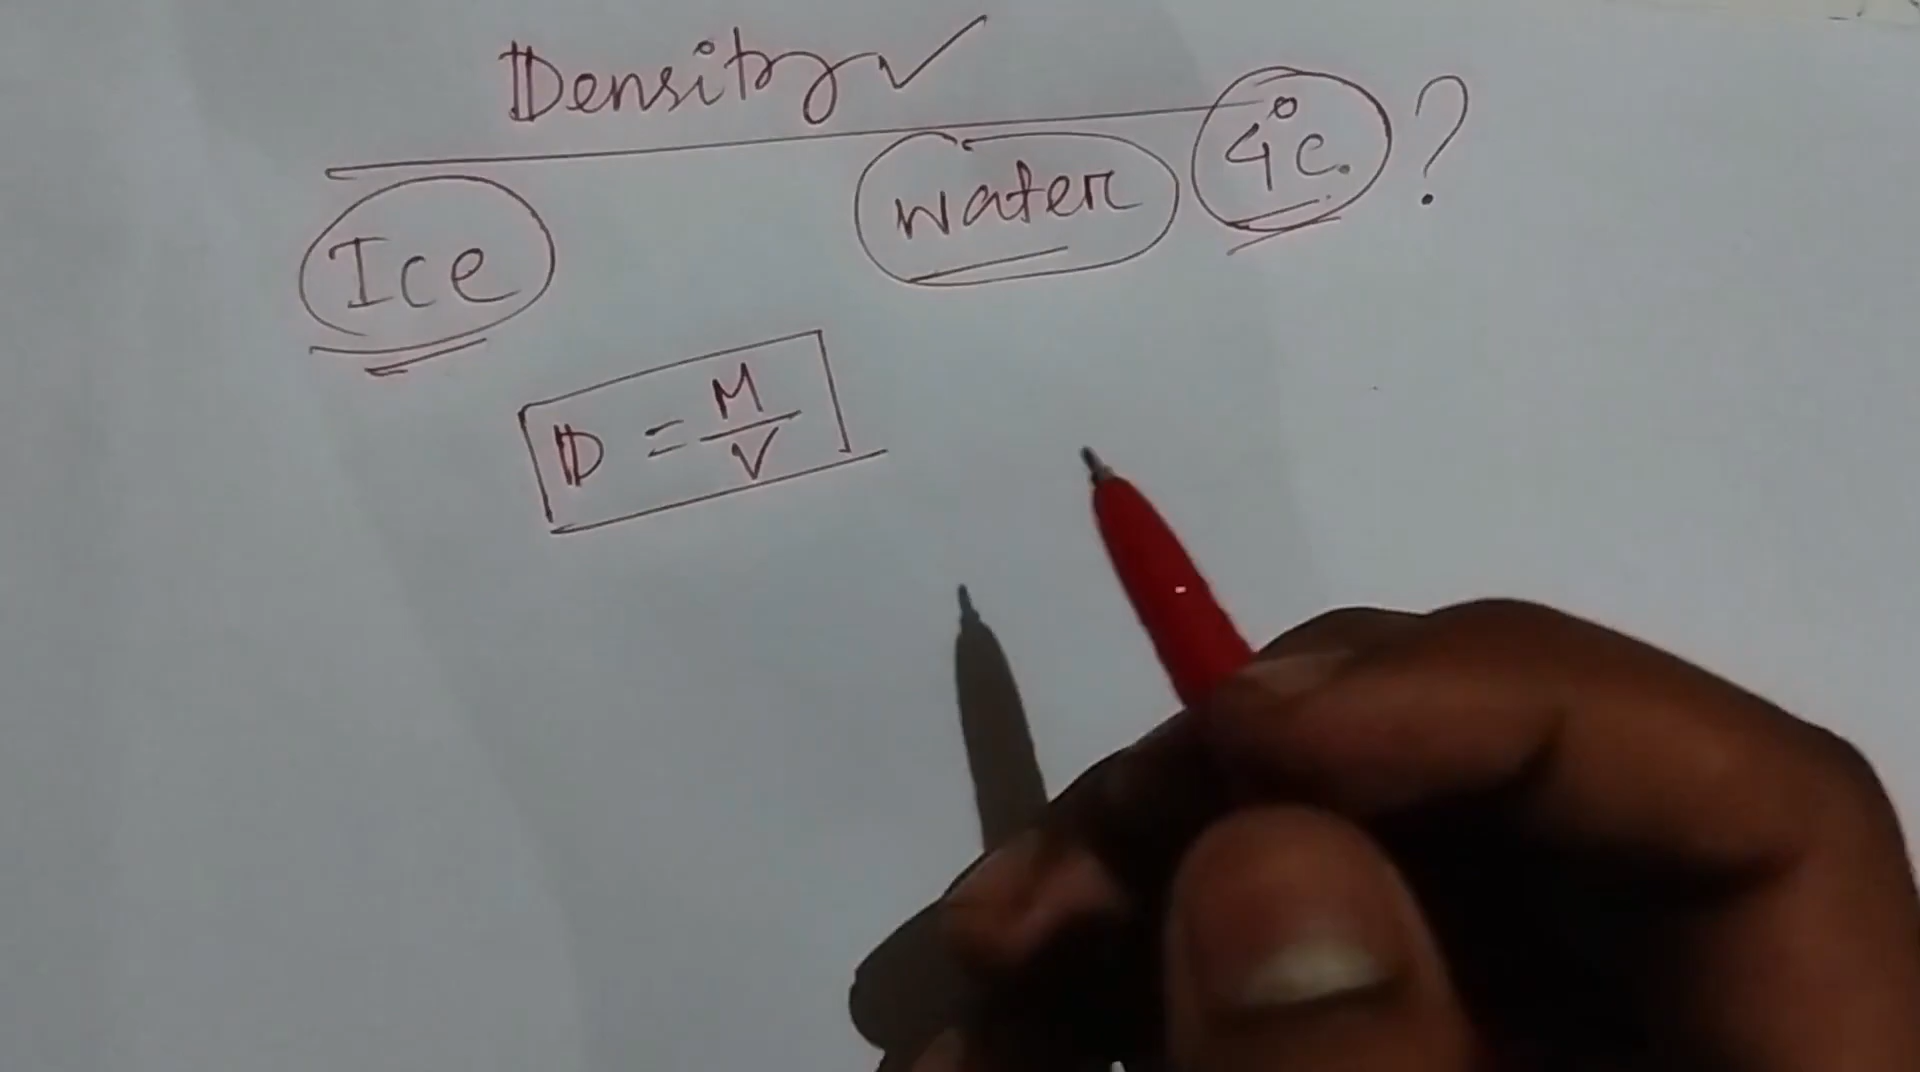 Density ✓
Ice water 4°C. ?
D = M/V